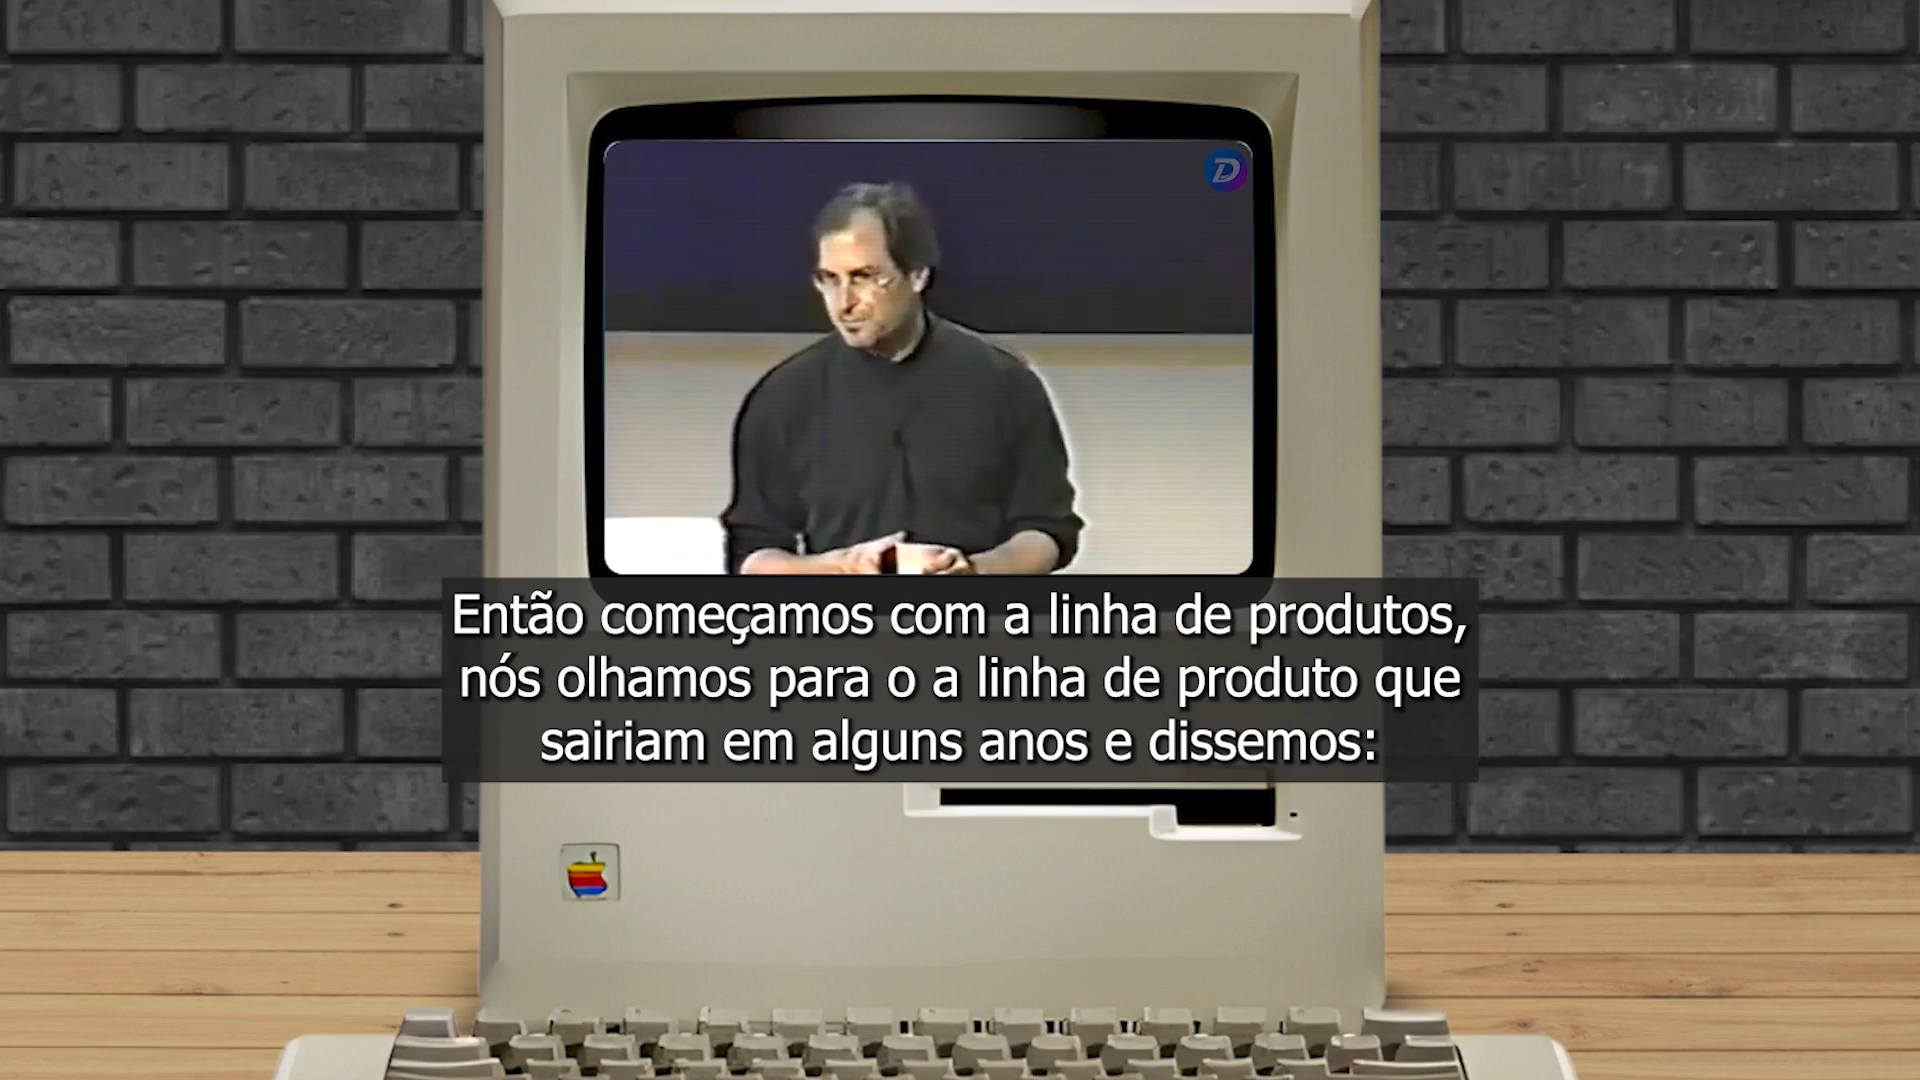 D
Então começamos com a linha de produtos,
nós olhamos para o a linha de produto que
sairiam em alguns anos e dissemos: